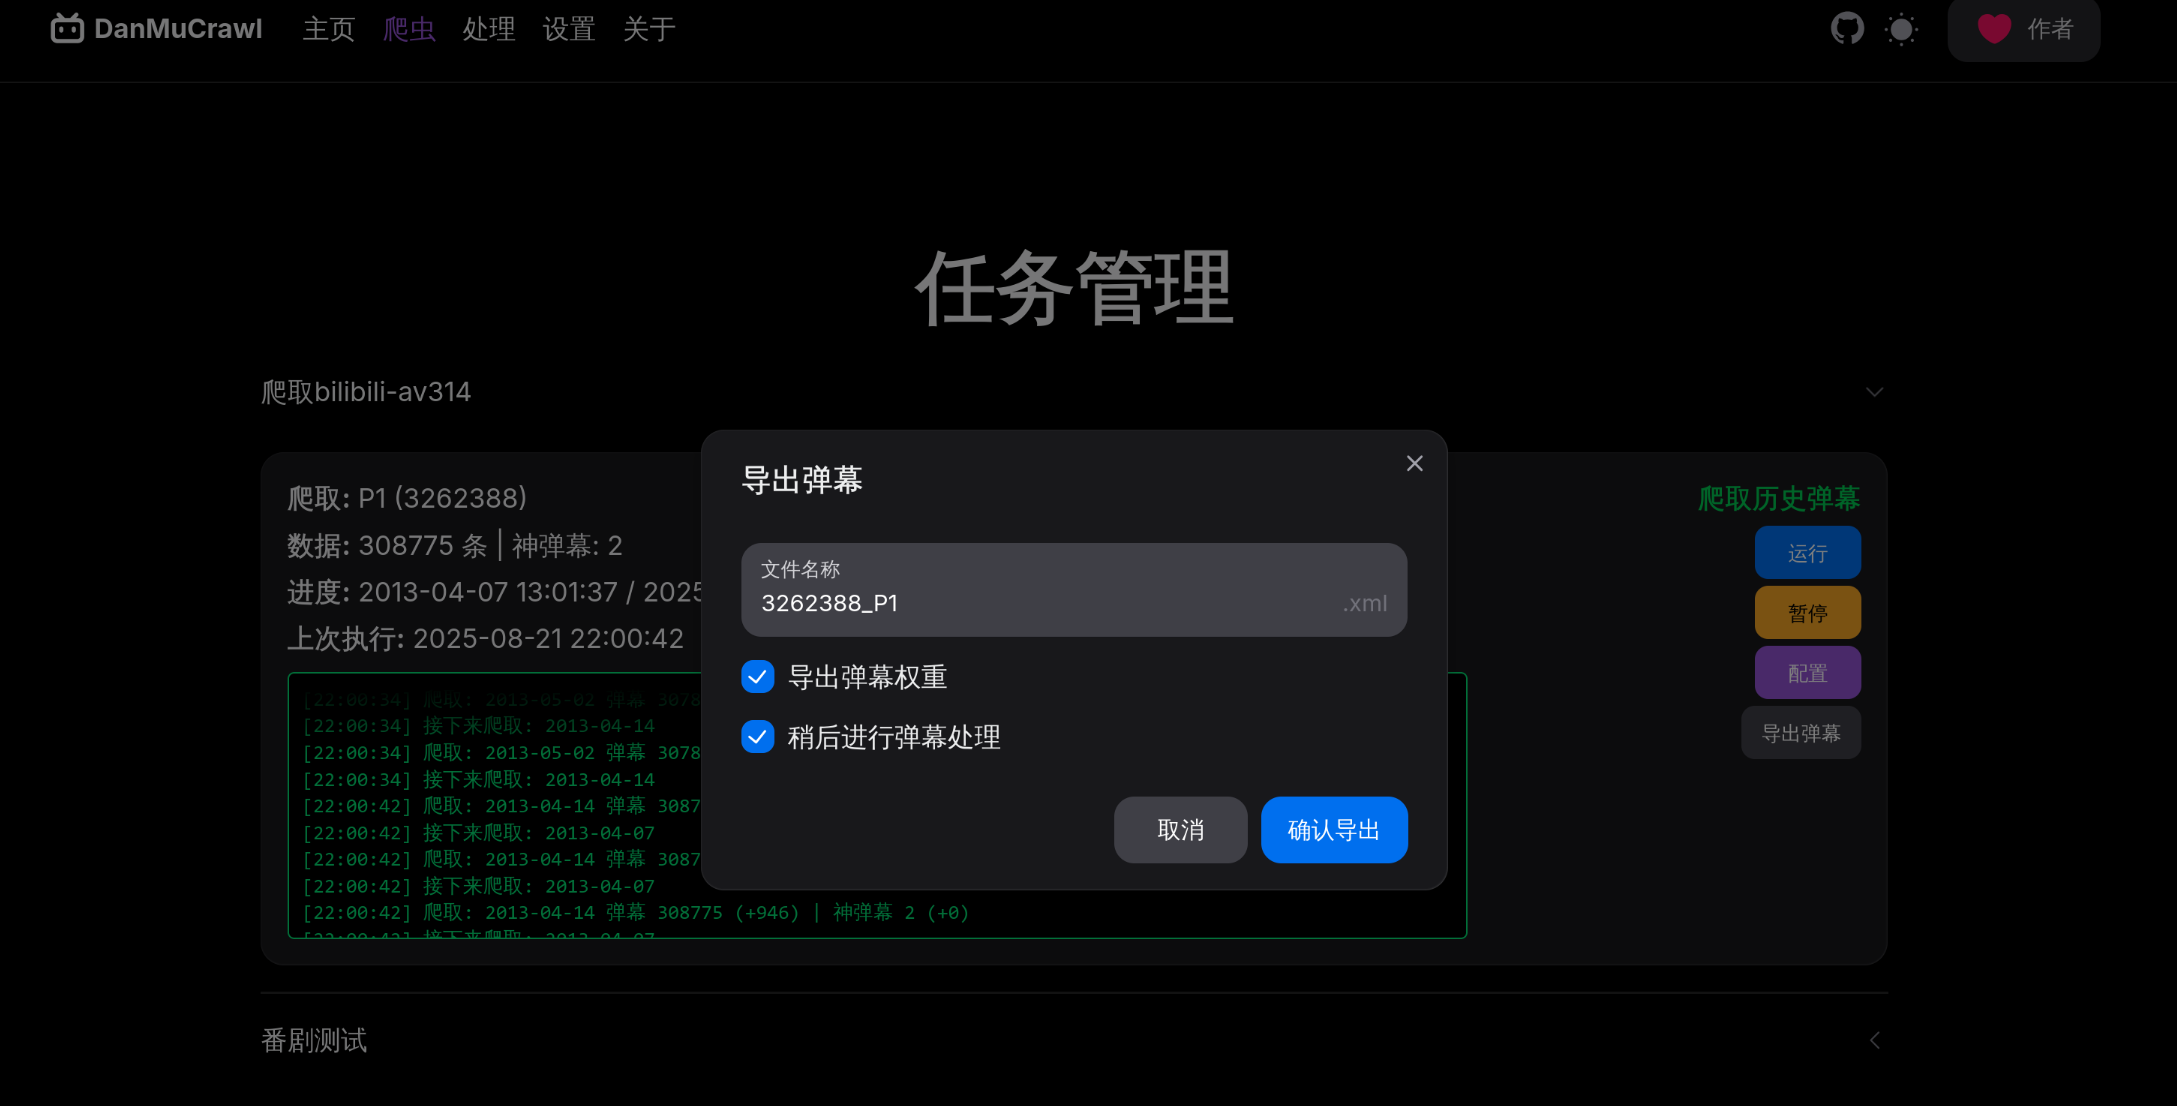 DanMuCrawl 主页 爬虫 处理 设置 关于 作者
任务管理
爬取bilibili-av314
爬取: P1 (3262388)
数据: 308775 条 | 神弹幕: 2
进度: 2013-04-07 13:01:37 / 2025
上次执行: 2025-08-21 22:00:42
[22:00:34] 爬取: 2013-05-02 弹幕 3078
[22:00:34] 接下来爬取: 2013-04-14
[22:00:34] 爬取: 2013-05-02 弹幕 3078
[22:00:34] 接下来爬取: 2013-04-14
[22:00:42] 爬取: 2013-04-14 弹幕 3087
[22:00:42] 接下来爬取: 2013-04-07
[22:00:42] 爬取: 2013-04-14 弹幕 3087
[22:00:42] 接下来爬取: 2013-04-07
[22:00:42] 爬取: 2013-04-14 弹幕 308775 (+946) | 神弹幕 2 (+0)
[22:00:42] 接下来爬取: 2013-04-07
爬取历史弹幕
运行
暂停
配置
导出弹幕
导出弹幕
文件名称
3262388_P1 .xml
导出弹幕权重
稍后进行弹幕处理
取消 确认导出
番剧测试